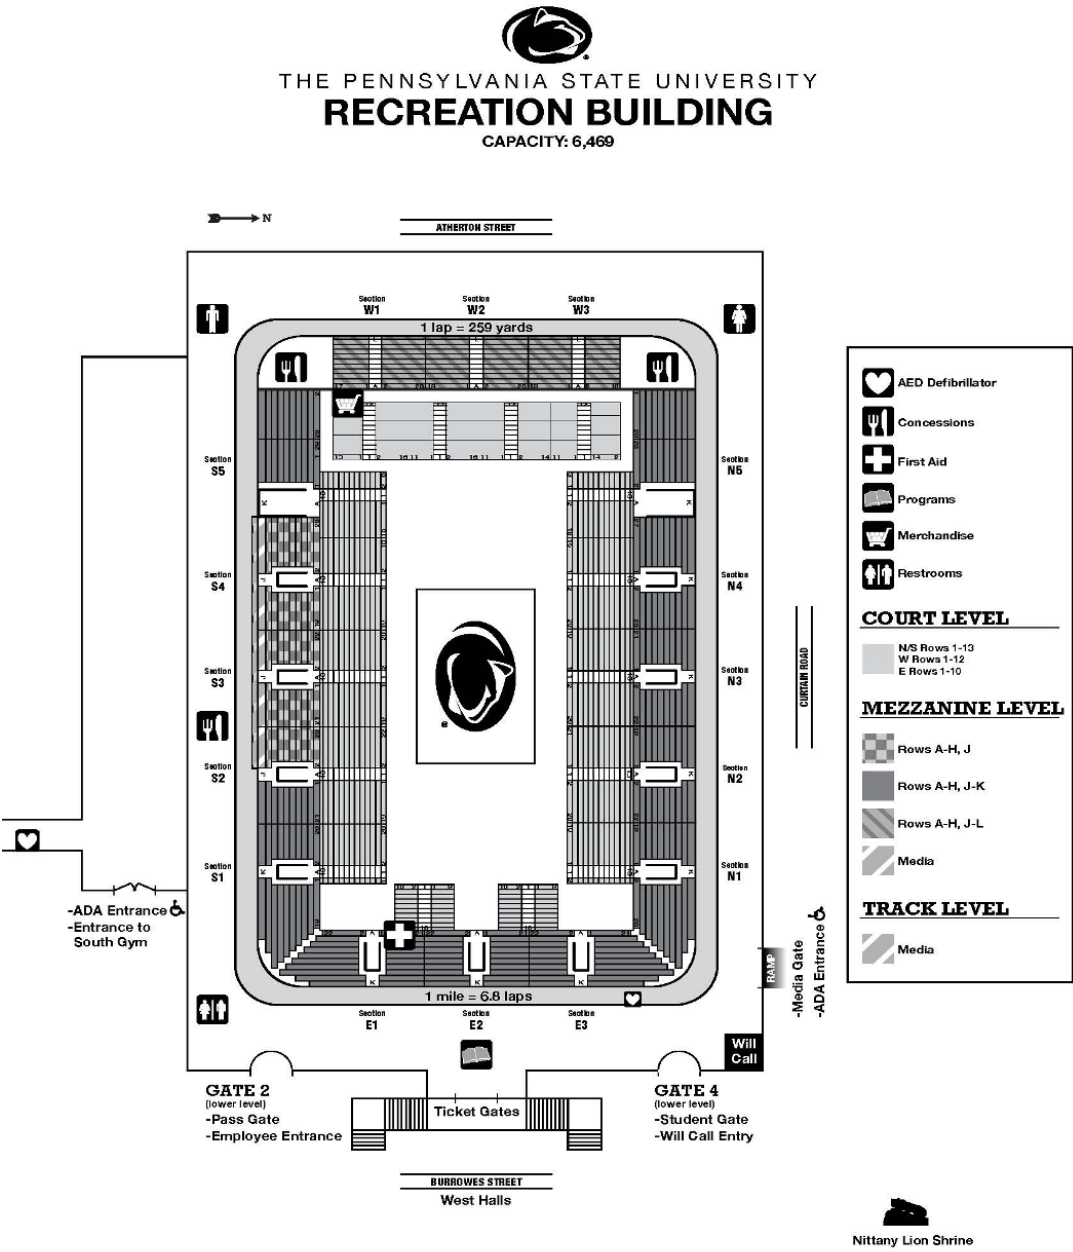 THE PENNSYLVANIA STATE UNIVERSITY
RECREATION BUILDING
CAPACITY: 6,469
N
ATHERTON STREET
Section
W1
Section
W2
Section
W3
1 lap = 259 yards
Section
S5
Section
S4
Section
S3
Section
S2
Section
S1
Section
N5
Section
N4
Section
N3
Section
N2
Section
N1
CURTAIN ROAD
AED Defibrillator
Concessions
First Aid
Programs
Merchandise
Restrooms
COURT LEVEL
N/S Rows 1-13
W Rows 1-12
E Rows 1-10
MEZZANINE LEVEL
Rows A-H, J
Rows A-H, J-K
Rows A-H, J-L
Media
TRACK LEVEL
Media
-ADA Entrance
-Entrance to
South Gym
RAMP
-Media Gate
-ADA Entrance
1 mile = 6.8 laps
Section
E1
Section
E2
Section
E3
Will
Call
GATE 2
(lower level)
-Pass Gate
-Employee Entrance
Ticket Gates
GATE 4
(lower level)
-Student Gate
-Will Call Entry
BURROWES STREET
West Halls
Nittany Lion Shrine